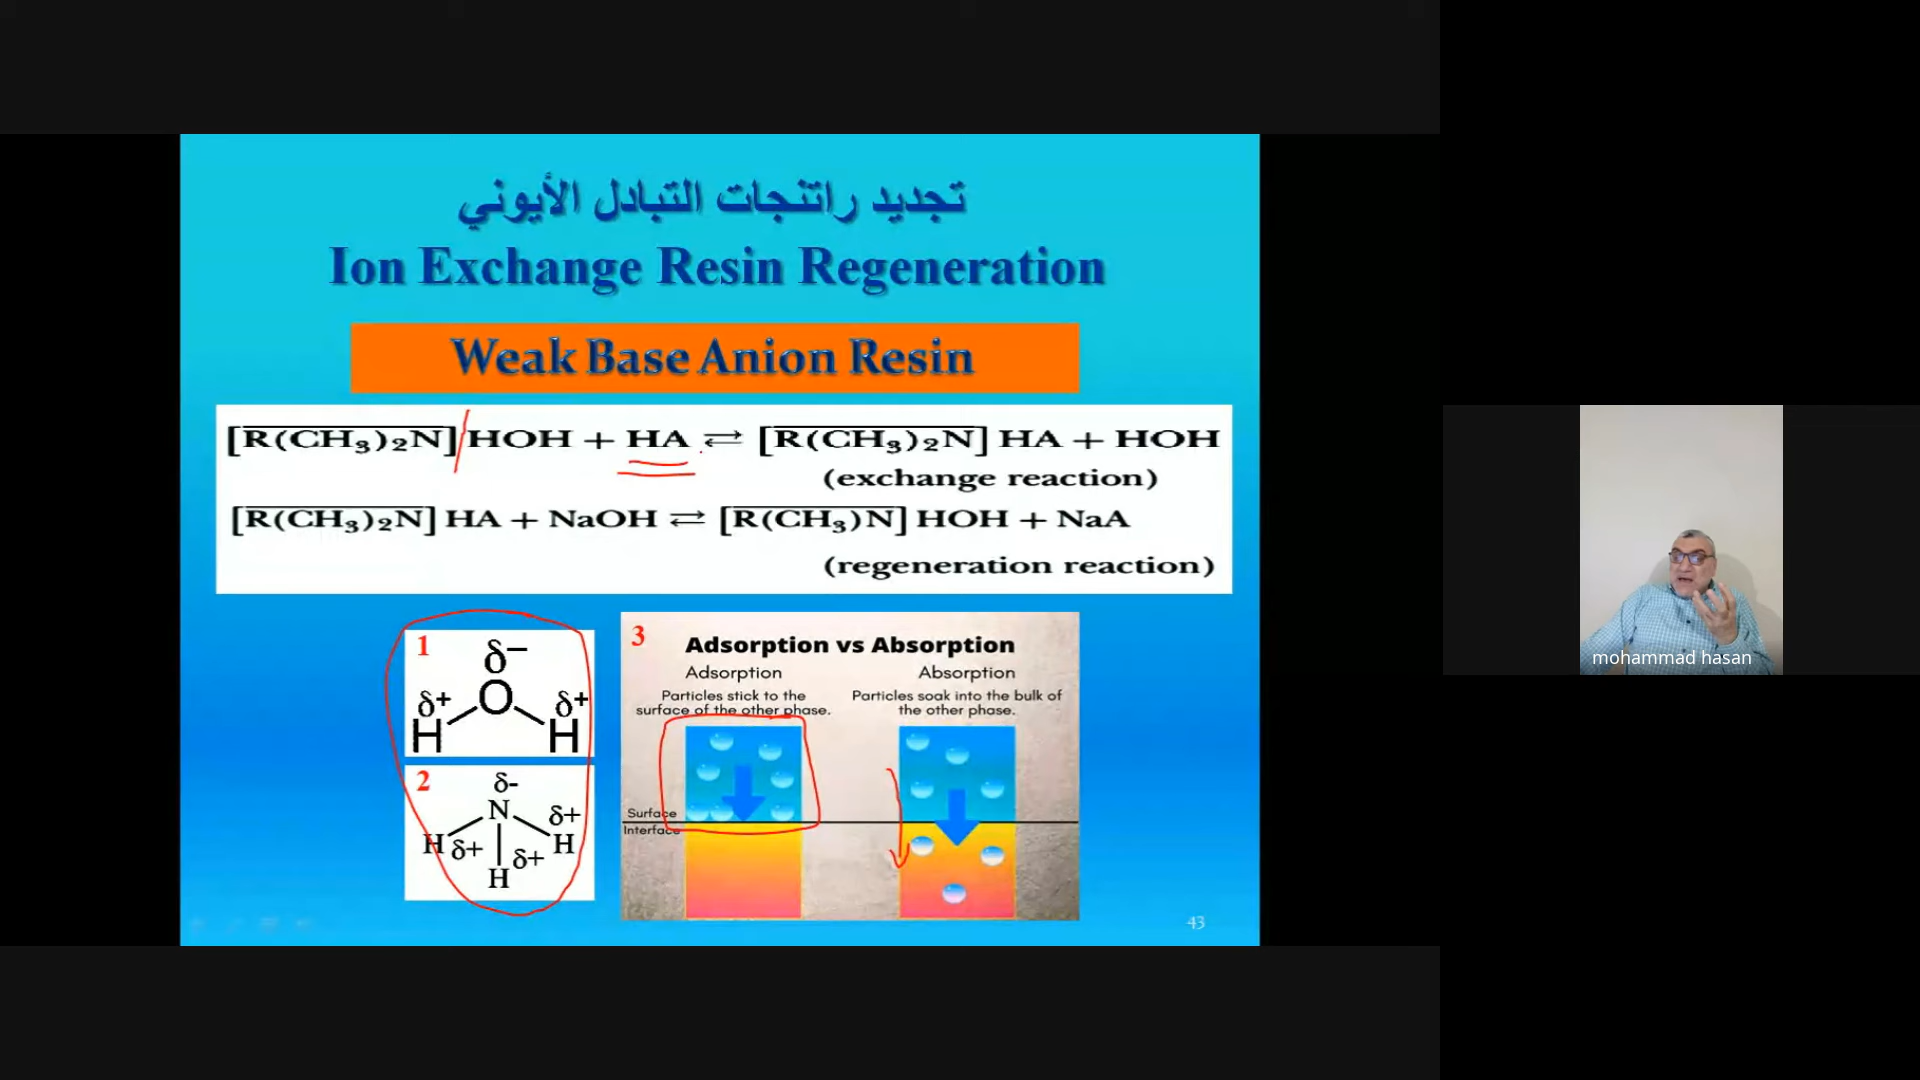 تجديد راتنجات التبادل الأيوني
Ion Exchange Resin Regeneration
Weak Base Anion Resin
[R(CH₃)₂N] HOH + HA ⇄ [R(CH₃)₂N] HA + HOH
(exchange reaction)
[R(CH₃)₂N] HA + NaOH ⇄ [R(CH₃)N] HOH + NaA
(regeneration reaction)
1
δ−
δ+ O δ+
H H
2
δ-
N δ+
H δ+ δ+ H
H
3
Adsorption vs Absorption
Adsorption
Particles stick to the
surface of the other phase.
Absorption
Particles soak into the bulk of
the other phase.
Surface
Interface
43
mohammad hasan